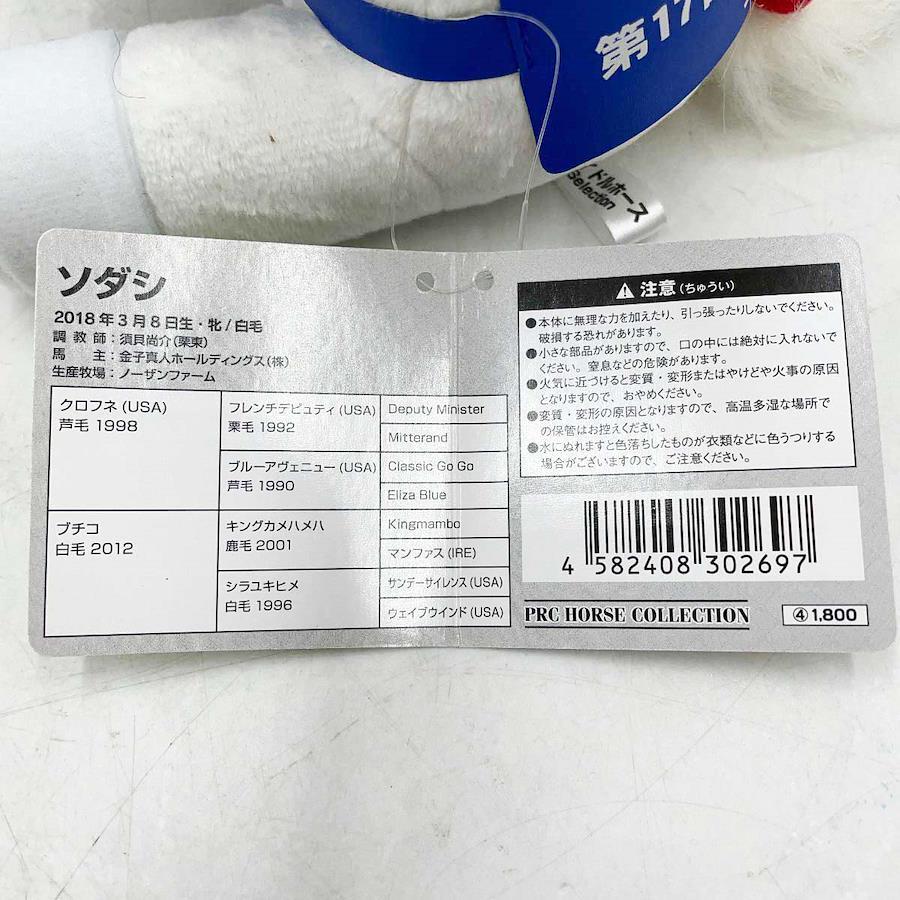 第17
ドルホース
Selection
ソダシ
2018年3月8日生・牝/白毛
調教師：須貝尚介(栗東)
馬主：金子真人ホールディングス(株)
生産牧場：ノーザンファーム
クロフネ(USA)
芦毛 1998
フレンチデピュティ(USA)
栗毛 1992
Deputy Minister
Mitterand
ブルーアヴェニュー(USA)
芦毛 1990
Classic Go Go
Eliza Blue
ブチコ
白毛 2012
キングカメハメハ
鹿毛 2001
Kingmambo
マンファス(IRE)
シラユキヒメ
白毛 1996
サンデーサイレンス(USA)
ウェイブウインド(USA)
⚠注意(ちゅうい)
●本体に無理な力を加えたり、引っ張ったりしないでください。
破損する恐れがあります。
●小さな部品がありますので、口の中には絶対に入れないで
ください。窒息などの危険があります。
●火気に近づけると変質・変形またはやけどや火事の原因
となりますので、おやめください。
●変質・変形の原因となりますので、高温多湿な場所で
の保管はお控えください。
●水にぬれますと色落ちしたものが衣類などに色うつりする
場合がございますので、ご注意ください。
4 582408 302697
PRC HORSE COLLECTION
④1,800